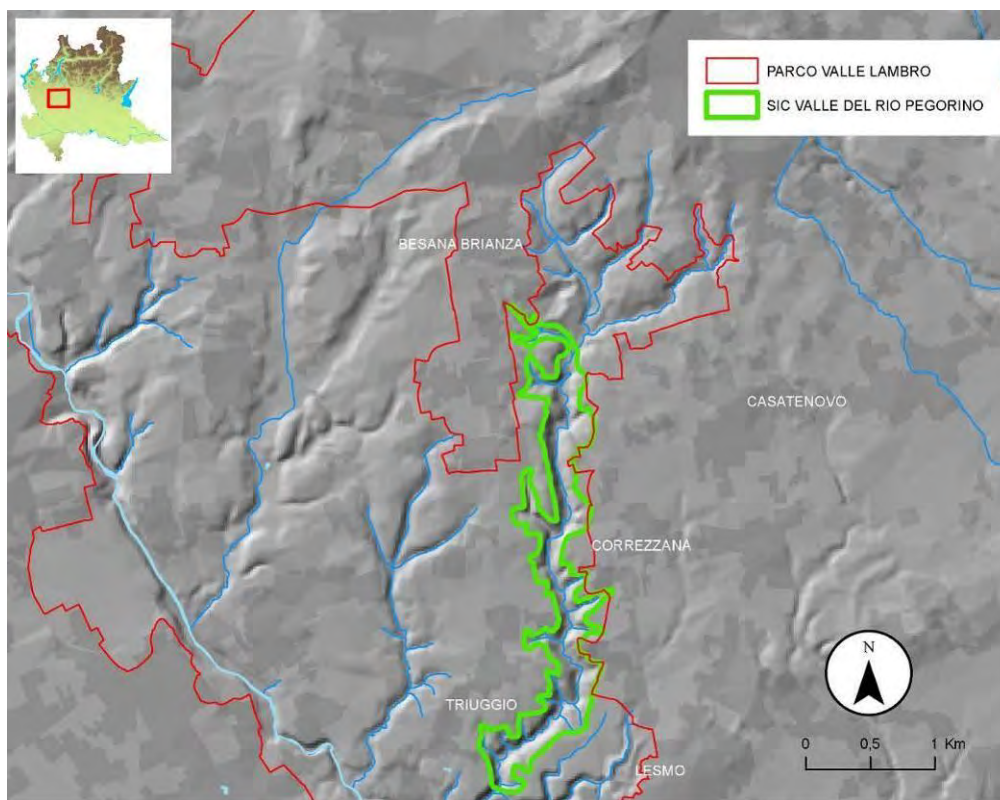 PARCO VALLE LAMBRO
SIC VALLE DEL RIO PEGORINO
BESANA BRIANZA
CASATENOVO
CORREZZANA
N
TRIUGGIO
0 0,5 1 Km
LESMO